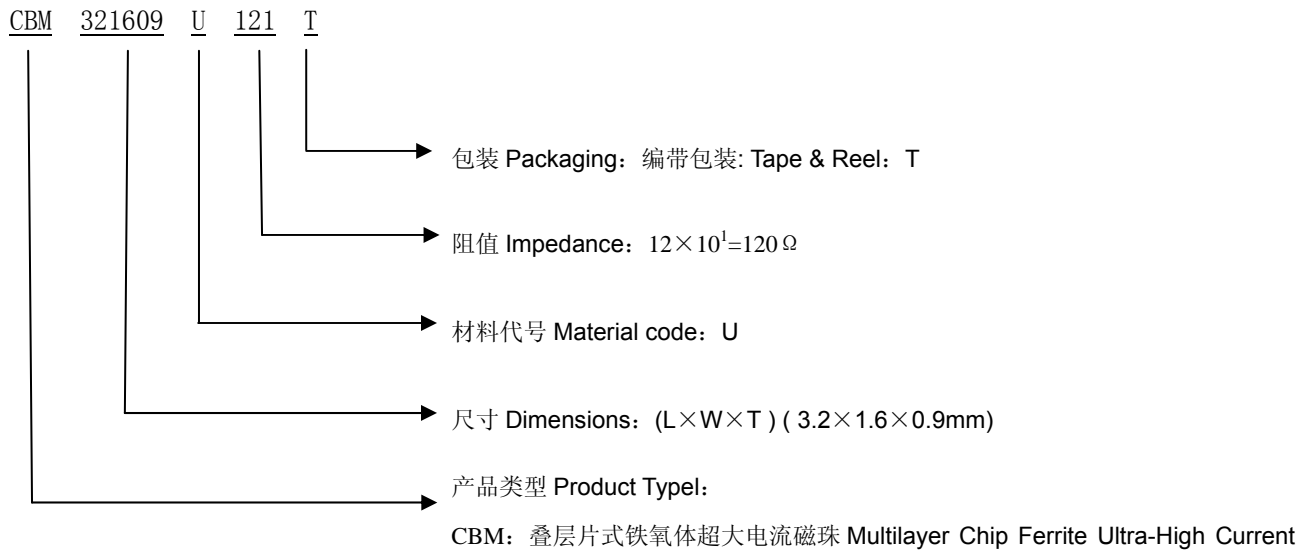 CBM 321609 U 121 T
包装 Packaging：编带包装: Tape & Reel：T
阻值 Impedance：12×10¹=120Ω
材料代号 Material code：U
尺寸 Dimensions：(L×W×T ) ( 3.2×1.6×0.9mm)
产品类型 Product Typel：
CBM：叠层片式铁氧体超大电流磁珠 Multilayer Chip Ferrite Ultra-High Current